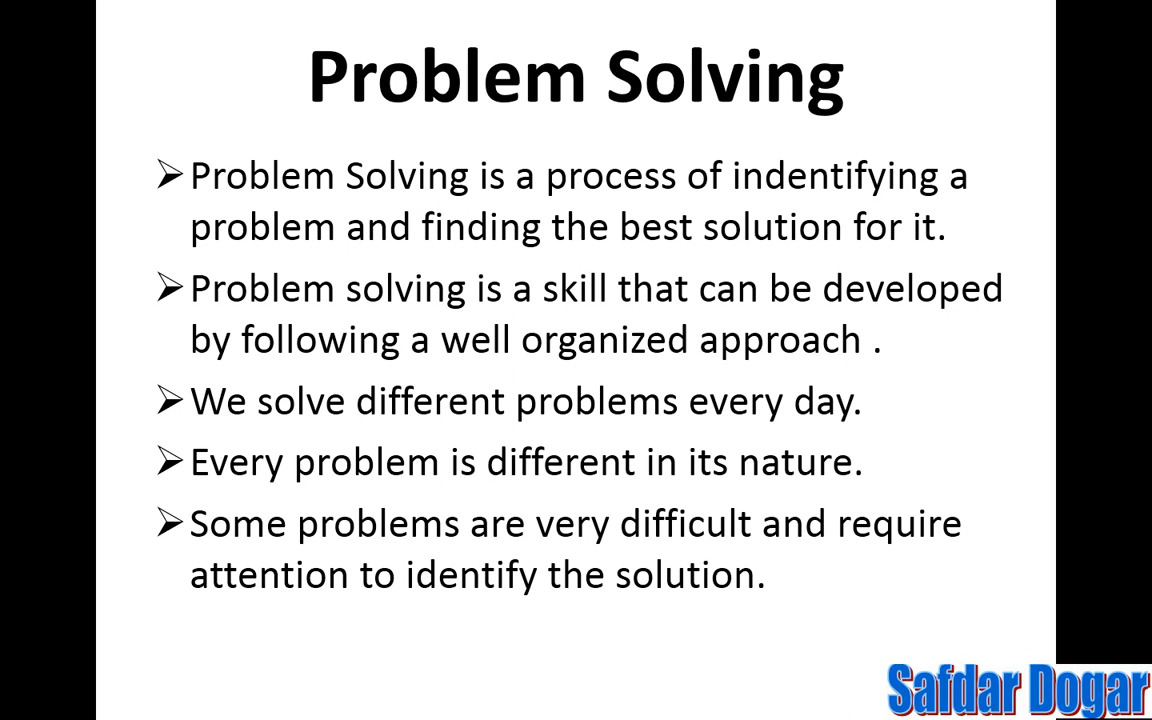 Problem Solving
➢Problem Solving is a process of indentifying a
problem and finding the best solution for it.
➢Problem solving is a skill that can be developed
by following a well organized approach .
➢We solve different problems every day.
➢Every problem is different in its nature.
➢Some problems are very difficult and require
attention to identify the solution.
Safdar Dogar